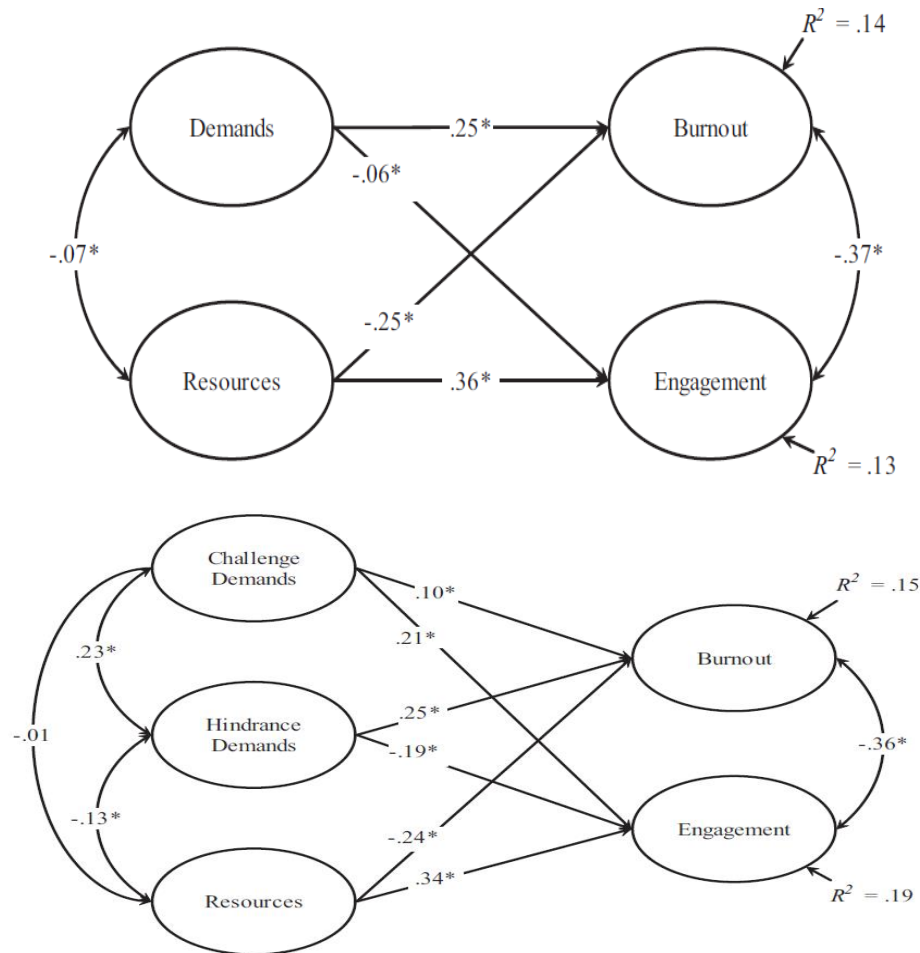 R² = .14
Demands
.25*
Burnout
-.06*
-.07*
-.37*
-.25*
Resources
.36*
Engagement
R² = .13
Challenge
Demands
.10*
R² = .15
.21*
.23*
Burnout
Hindrance
Demands
.25*
-.01
-.19*
-.36*
-.13*
-.24*
Engagement
.34*
Resources
R² = .19